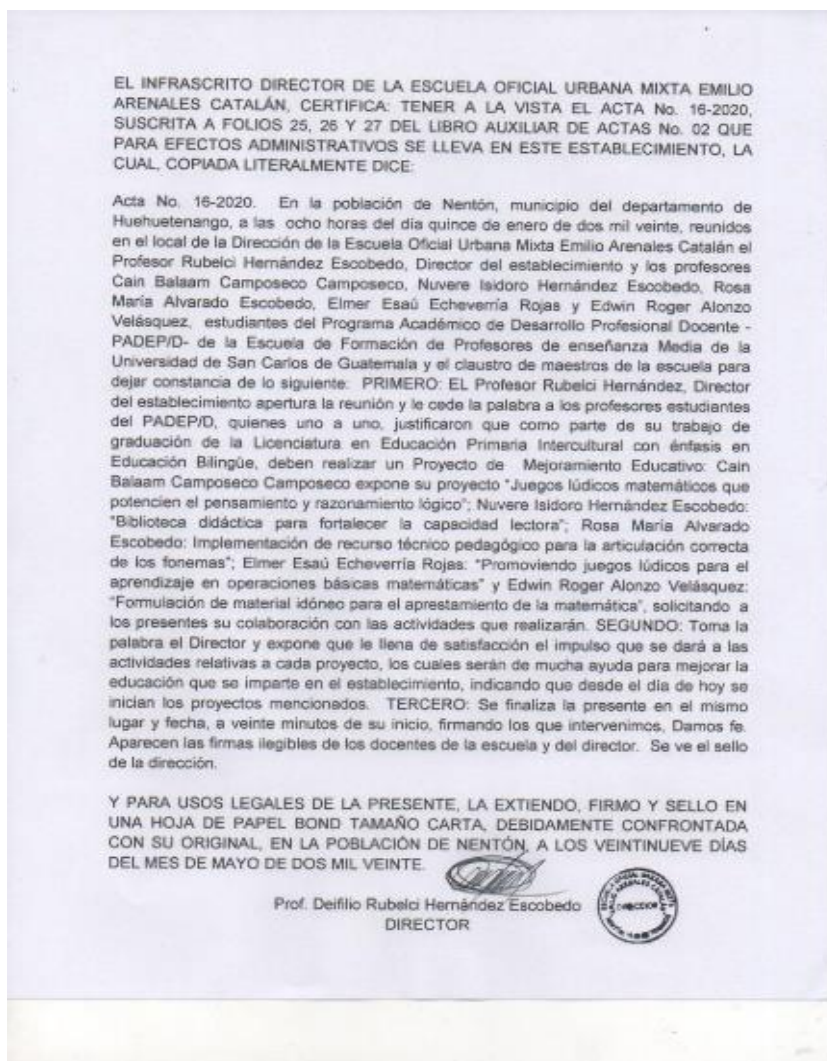 EL INFRASCRITO DIRECTOR DE LA ESCUELA OFICIAL URBANA MIXTA EMILIO
ARENALES CATALÁN, CERTIFICA: TENER A LA VISTA EL ACTA No. 16-2020,
SUSCRITA A FOLIOS 25, 26 Y 27 DEL LIBRO AUXILIAR DE ACTAS No. 02 QUE
PARA EFECTOS ADMINISTRATIVOS SE LLEVA EN ESTE ESTABLECIMIENTO, LA
CUAL, COPIADA LITERALMENTE DICE:
Acta No. 16-2020. En la población de Nentón, municipio del departamento de
Huehuetenango, a las ocho horas del día quince de enero de dos mil veinte, reunidos
en el local de la Dirección de la Escuela Oficial Urbana Mixta Emilio Arenales Catalán el
Profesor Rubelci Hernández Escobedo, Director del establecimiento y los profesores
Cain Balaam Camposeco Camposeco, Nuvere Isidoro Hernández Escobedo, Rosa
María Alvarado Escobedo, Elmer Esaú Echeverría Rojas y Edwin Roger Alonzo
Velásquez, estudiantes del Programa Académico de Desarrollo Profesional Docente -
PADEP/D- de la Escuela de Formación de Profesores de enseñanza Media de la
Universidad de San Carlos de Guatemala y el claustro de maestros de la escuela para
dejar constancia de lo siguiente: PRIMERO: EL Profesor Rubelci Hernández, Director
del establecimiento apertura la reunión y le cede la palabra a los profesores estudiantes
del PADEP/D, quienes uno a uno, justificaron que como parte de su trabajo de
graduación de la Licenciatura en Educación Primaria Intercultural con énfasis en
Educación Bilingüe, deben realizar un Proyecto de Mejoramiento Educativo: Cain
Balaam Camposeco Camposeco expone su proyecto "Juegos lúdicos matemáticos que
potencien el pensamiento y razonamiento lógico"; Nuvere Isidoro Hernández Escobedo:
"Biblioteca didáctica para fortalecer la capacidad lectora"; Rosa María Alvarado
Escobedo: Implementación de recurso técnico pedagógico para la articulación correcta
de los fonemas"; Elmer Esaú Echeverría Rojas: "Promoviendo juegos lúdicos para el
aprendizaje en operaciones básicas matemáticas" y Edwin Roger Alonzo Velásquez:
"Formulación de material idóneo para el aprestamiento de la matemática", solicitando a
los presentes su colaboración con las actividades que realizarán. SEGUNDO: Toma la
palabra el Director y expone que le llena de satisfacción el impulso que se dará a las
actividades relativas a cada proyecto, los cuales serán de mucha ayuda para mejorar la
educación que se imparte en el establecimiento, indicando que desde el día de hoy se
inician los proyectos mencionados. TERCERO: Se finaliza la presente en el mismo
lugar y fecha, a veinte minutos de su inicio, firmando los que intervenimos, Damos fe.
Aparecen las firmas ilegibles de los docentes de la escuela y del director. Se ve el sello
de la dirección.
Y PARA USOS LEGALES DE LA PRESENTE, LA EXTIENDO, FIRMO Y SELLO EN
UNA HOJA DE PAPEL BOND TAMAÑO CARTA, DEBIDAMENTE CONFRONTADA
CON SU ORIGINAL, EN LA POBLACIÓN DE NENTÓN, A LOS VEINTINUEVE DÍAS
DEL MES DE MAYO DE DOS MIL VEINTE.
Prof. Deifilio Rubelci Hernández Escobedo
DIRECTOR
DIRECCION